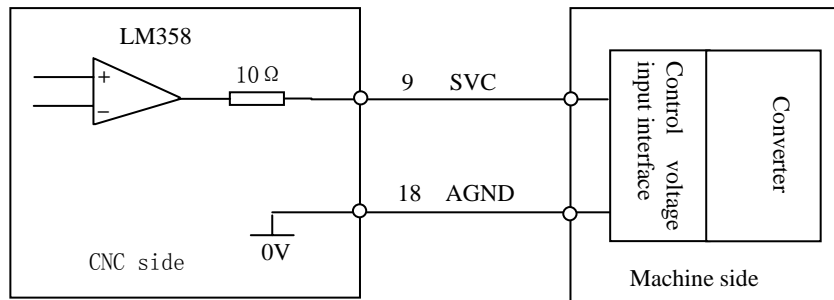 LM358
+
−
10Ω
9 SVC
18 AGND
0V
CNC side
Control voltage
input interface
Converter
Machine side